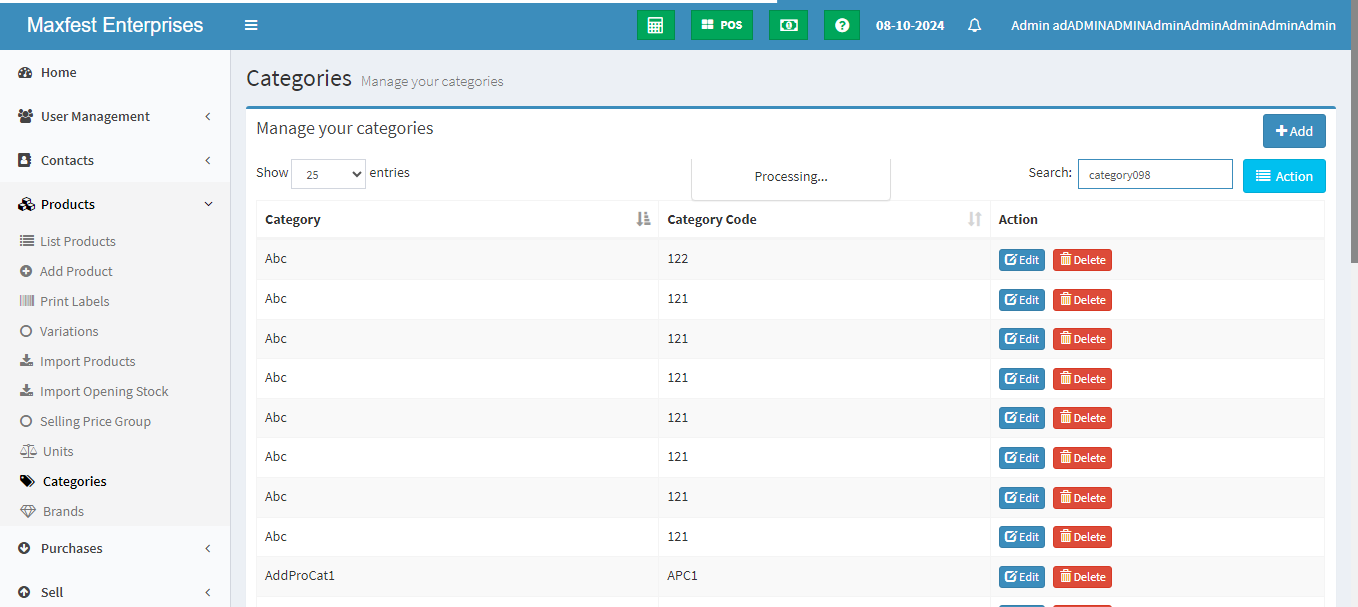 Maxfest Enterprises
POS
08-10-2024
Admin adADMINADMINAdminAdminAdminAdminAdmin
Home
User Management
Contacts
Products
List Products
Add Product
Print Labels
Variations
Import Products
Import Opening Stock
Selling Price Group
Units
Categories
Brands
Purchases
Sell
Categories Manage your categories
Manage your categories
Add
Show 25 entries
Processing...
Search: category098
Action
Category Category Code Action
Abc 122 Edit Delete
Abc 121 Edit Delete
Abc 121 Edit Delete
Abc 121 Edit Delete
Abc 121 Edit Delete
Abc 121 Edit Delete
Abc 121 Edit Delete
Abc 121 Edit Delete
AddProCat1 APC1 Edit Delete